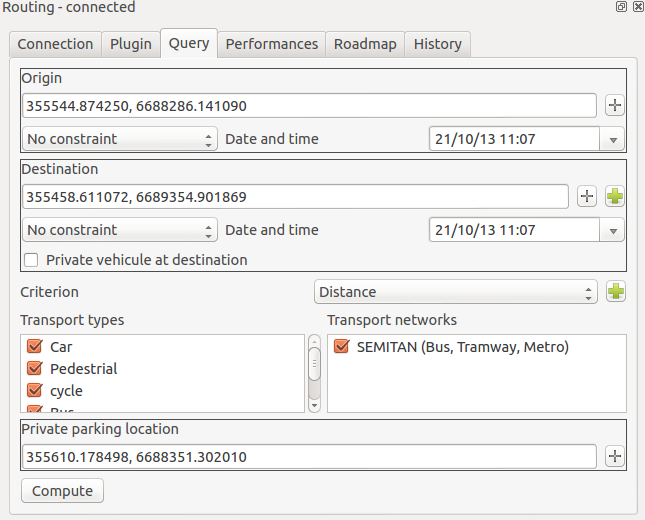 Routing - connected
Connection Plugin Query Performances Roadmap History
Origin
355544.874250, 6688286.141090
No constraint Date and time 21/10/13 11:07
Destination
355458.611072, 6689354.901869
No constraint Date and time 21/10/13 11:07
Private vehicule at destination
Criterion Distance
Transport types Transport networks
Car SEMITAN (Bus, Tramway, Metro)
Pedestrial
cycle
Bus
Private parking location
355610.178498, 6688351.302010
Compute